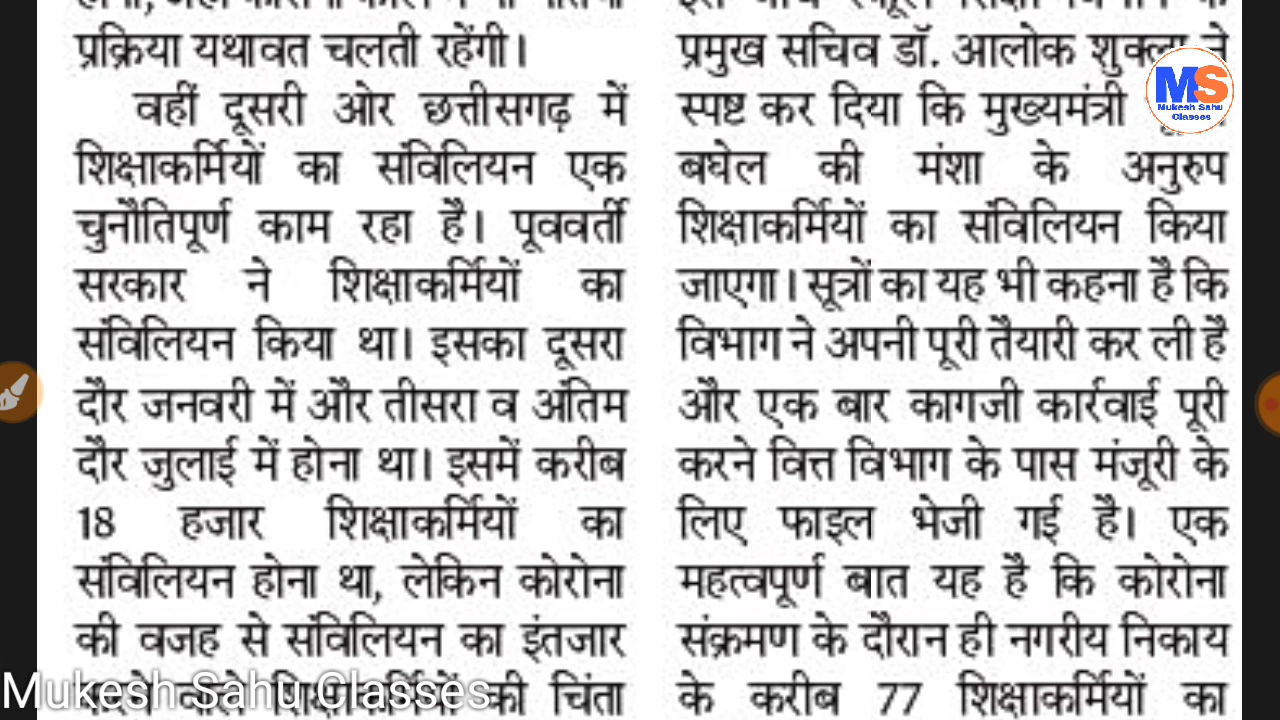 प्रक्रिया यथावत चलती रहेंगी।
वहीं दूसरी ओर छत्तीसगढ़ में
शिक्षाकर्मियों का संविलियन एक
चुनौतिपूर्ण काम रहा है। पूववर्ती
सरकार ने शिक्षाकर्मियों का
संविलियन किया था। इसका दूसरा
दौर जनवरी में और तीसरा व अंतिम
दौर जुलाई में होना था। इसमें करीब
18 हजार शिक्षाकर्मियों का
संविलियन होना था, लेकिन कोरोना
की वजह से संविलियन का इंतजार
की चिंता
प्रमुख सचिव डॉ. आलोक शुक्ला ने
स्पष्ट कर दिया कि मुख्यमंत्री
बघेल की मंशा के अनुरुप
शिक्षाकर्मियों का संविलियन किया
जाएगा। सूत्रों का यह भी कहना है कि
विभाग ने अपनी पूरी तैयारी कर ली है
और एक बार कागजी कार्रवाई पूरी
करने वित्त विभाग के पास मंजूरी के
लिए फाइल भेजी गई है। एक
महत्वपूर्ण बात यह है कि कोरोना
संक्रमण के दौरान ही नगरीय निकाय
के करीब 77 शिक्षाकर्मियों का
MS
Mukesh Sahu
Classes
Mukesh Sahu Classes